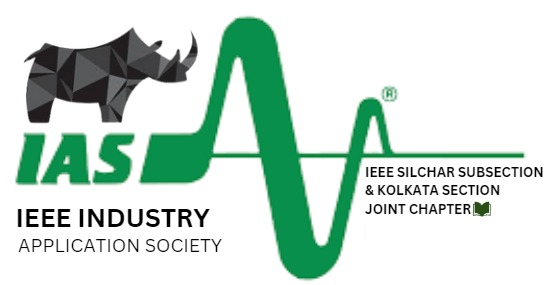 IAS
®
IEEE INDUSTRY
APPLICATION SOCIETY
IEEE SILCHAR SUBSECTION
& KOLKATA SECTION
JOINT CHAPTER